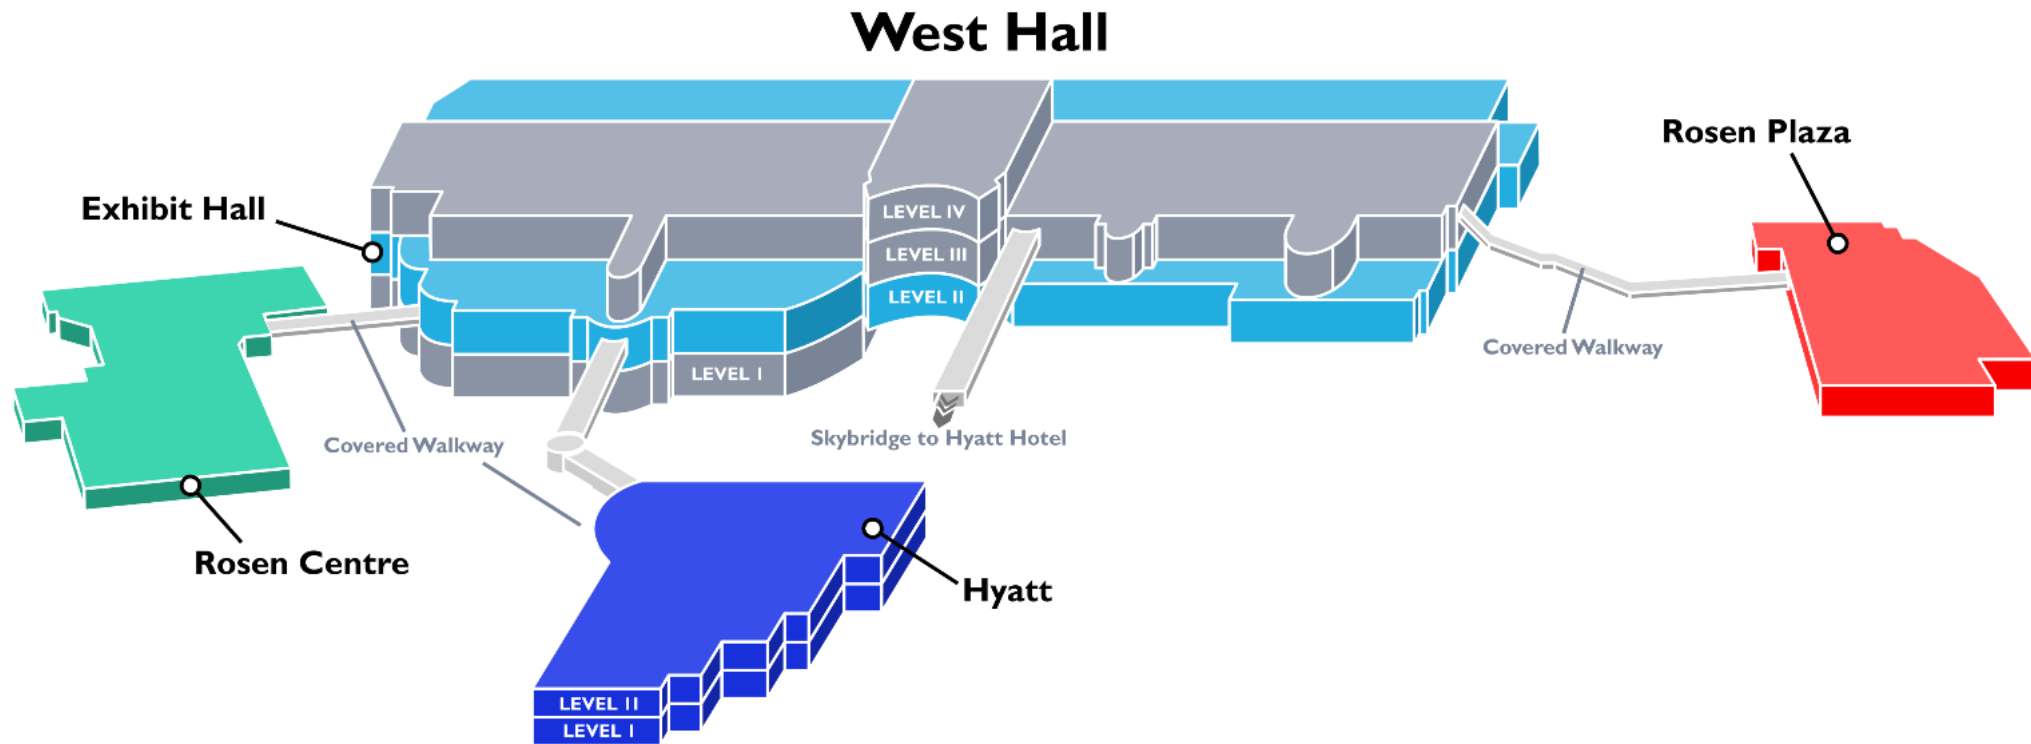 West Hall
Rosen Plaza
Exhibit Hall
LEVEL IV
LEVEL III
LEVEL II
LEVEL I
Covered Walkway
Covered Walkway
Skybridge to Hyatt Hotel
Rosen Centre
Hyatt
LEVEL II
LEVEL I